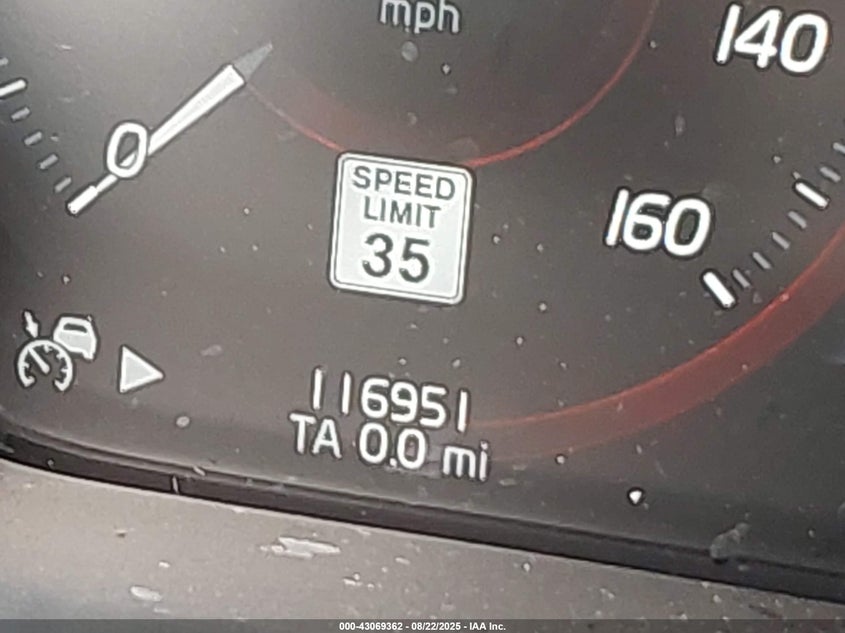 mph
140
0
160
SPEED
LIMIT
35
116951
TA 0.0 mi
000-43069362 - 08/22/2025 - IAA Inc.